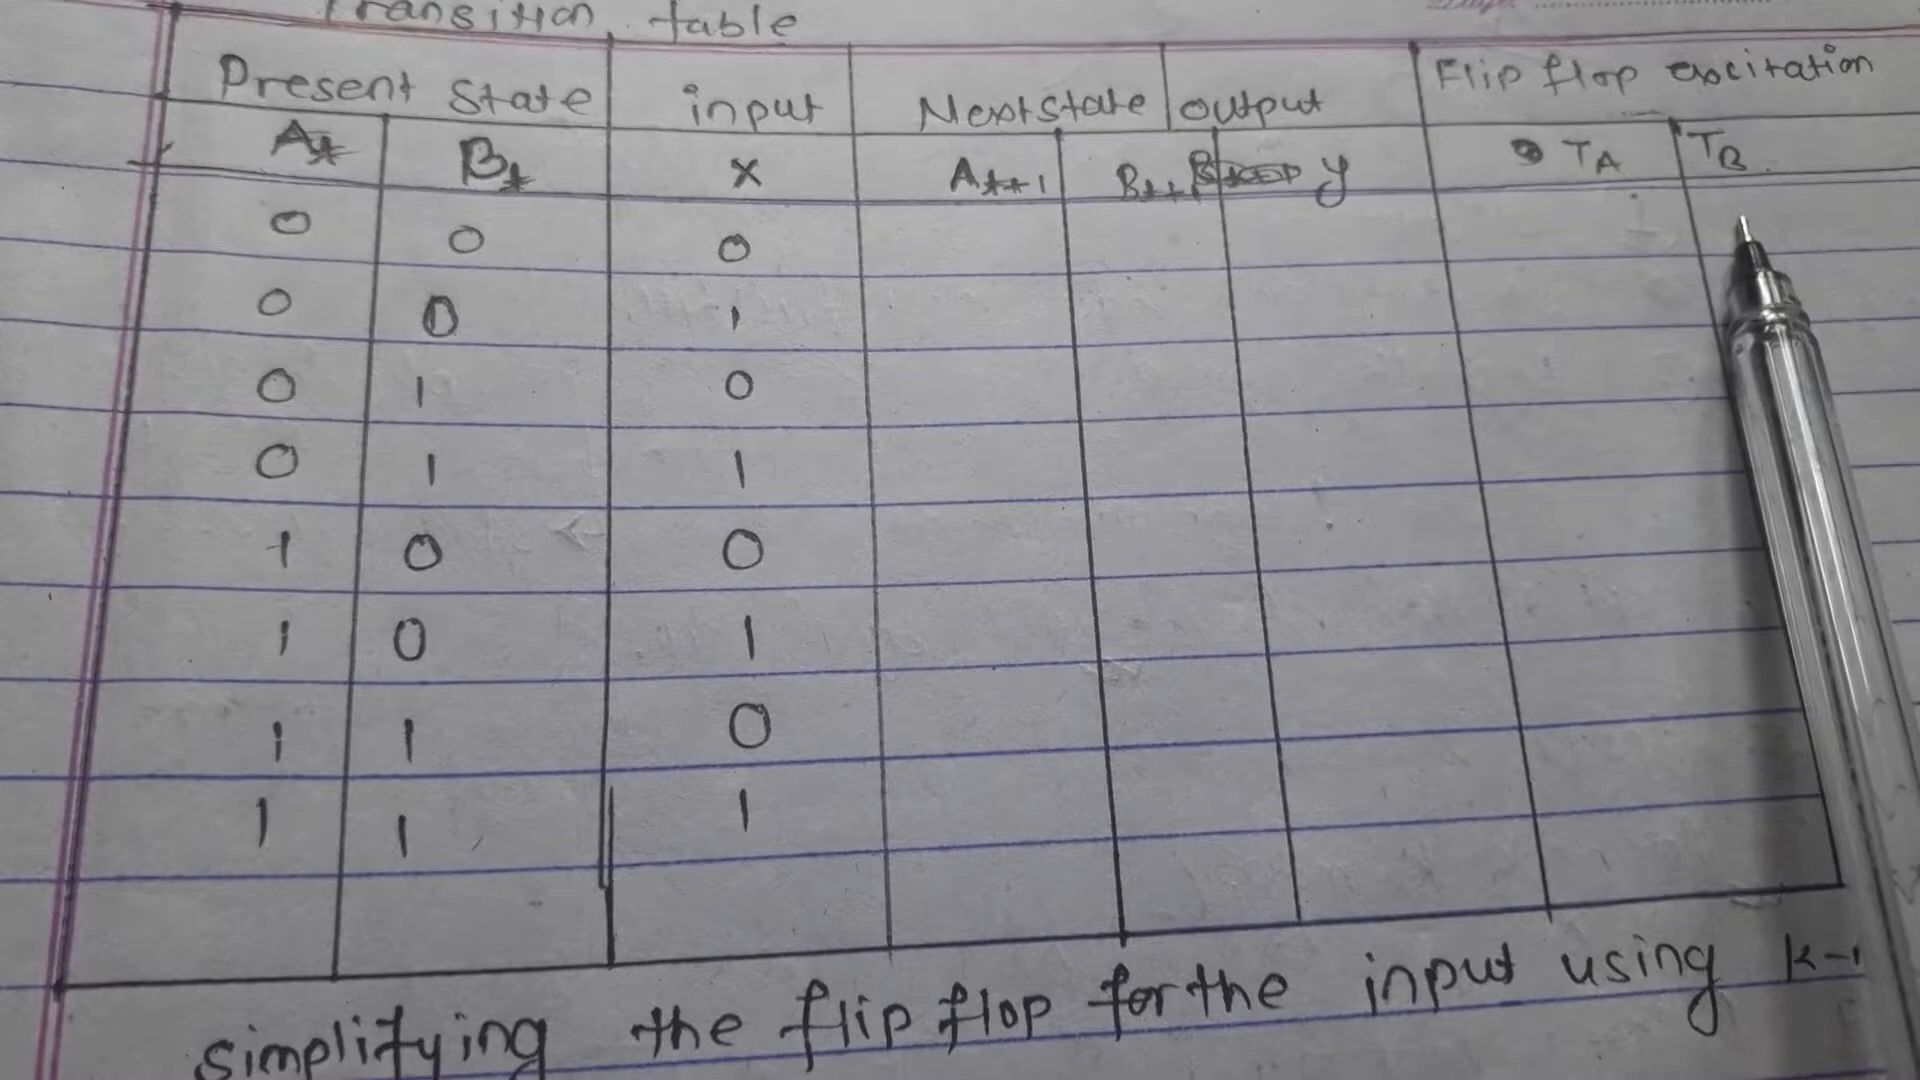 Transition table
Present State input Nextstate output Flip flop excitation
At Bt x At+1 Bt+1 y TA TB
0 0 0
0 0 1
0 1 0
0 1 1
1 0 0
1 0 1
1 1 0
1 1 1
simplifying the flip flop for the input using k-